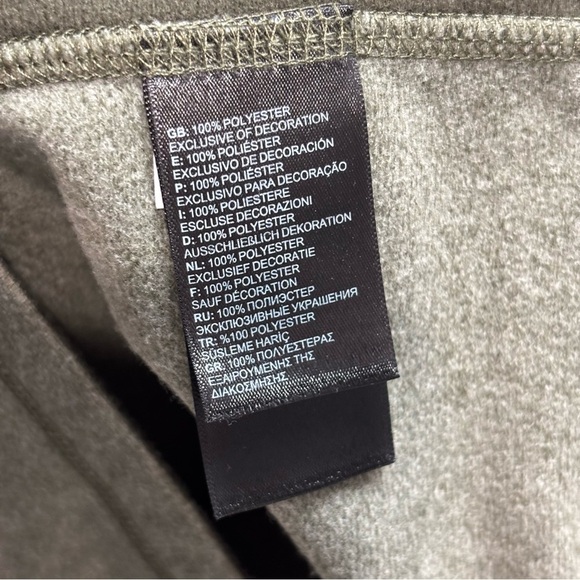 GB: 100% POLYESTER
EXCLUSIVE OF DECORATION
E: 100% POLIÉSTER
EXCLUSIVO DE DECORACIÓN
P: 100% POLIÉSTER
EXCLUSIVO PARA DECORAÇÃO
I: 100% POLIESTERE
ESCLUSE DECORAZIONI
D: 100% POLYESTER
AUSSCHLIEßLICH DEKORATION
NL: 100% POLYESTER
EXCLUSIEF DECORATIE
F: 100% POLYESTER
SAUF DÉCORATION
RU: 100% ПОЛИЭСТЕР
ЭКСКЛЮЗИВНЫЕ УКРАШЕНИЯ
TR: %100 POLYESTER
SÜSLEME HARİÇ
GR: 100% ΠΟΛΥΕΣΤΕΡΑΣ
ΕΞΑΙΡΟΥΜΕΝΗΣ ΤΗΣ
ΔΙΑΚΟΣΜΗΣΗΣ